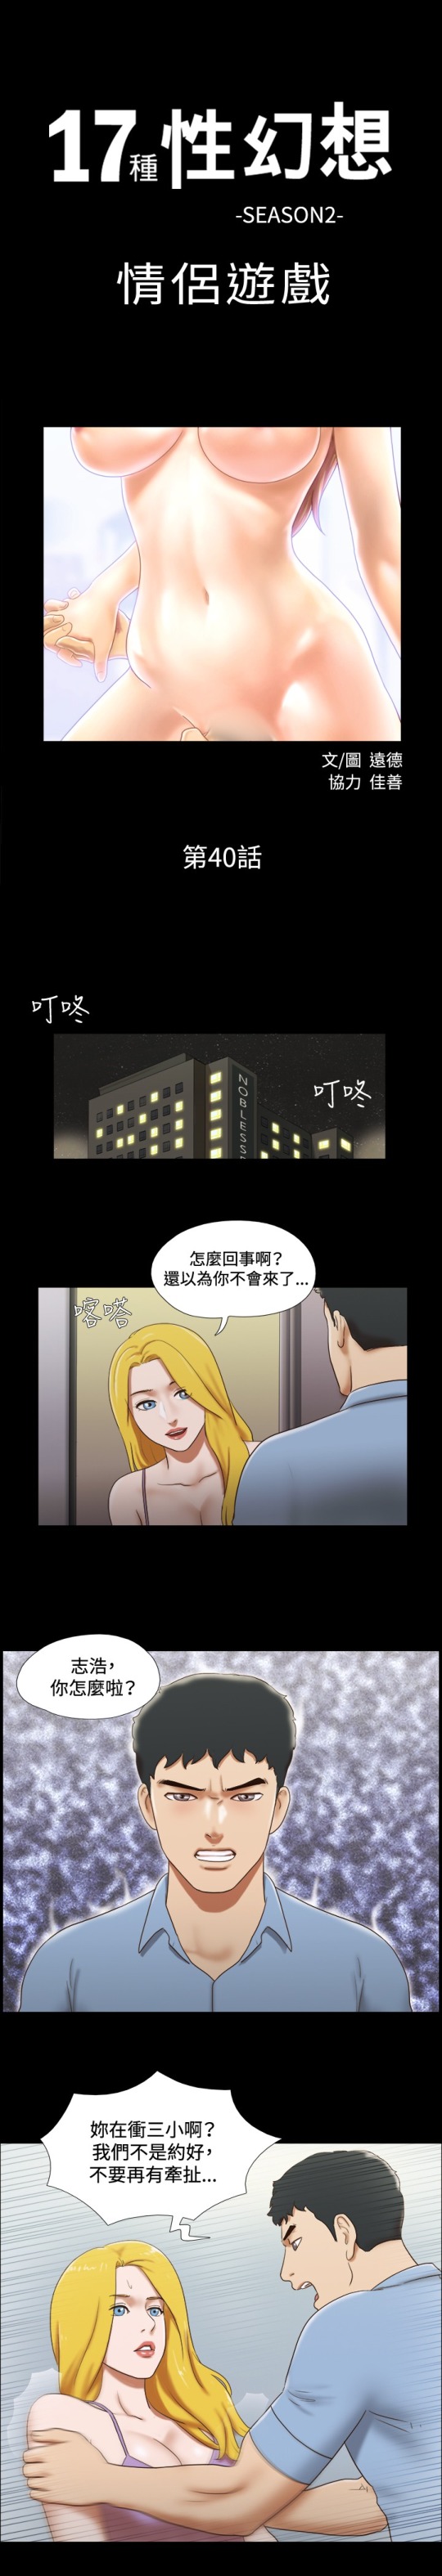 17種性幻想
-SEASON2-
情侶遊戲
文/圖 遠德
協力 佳善
第40話
叮咚
叮咚
NOBLESSE
怎麼回事啊?
還以為你不會來了...
喀嗒
志浩,
你怎麼啦?
妳在衝三小啊?
我們不是約好,
不要再有牽扯...